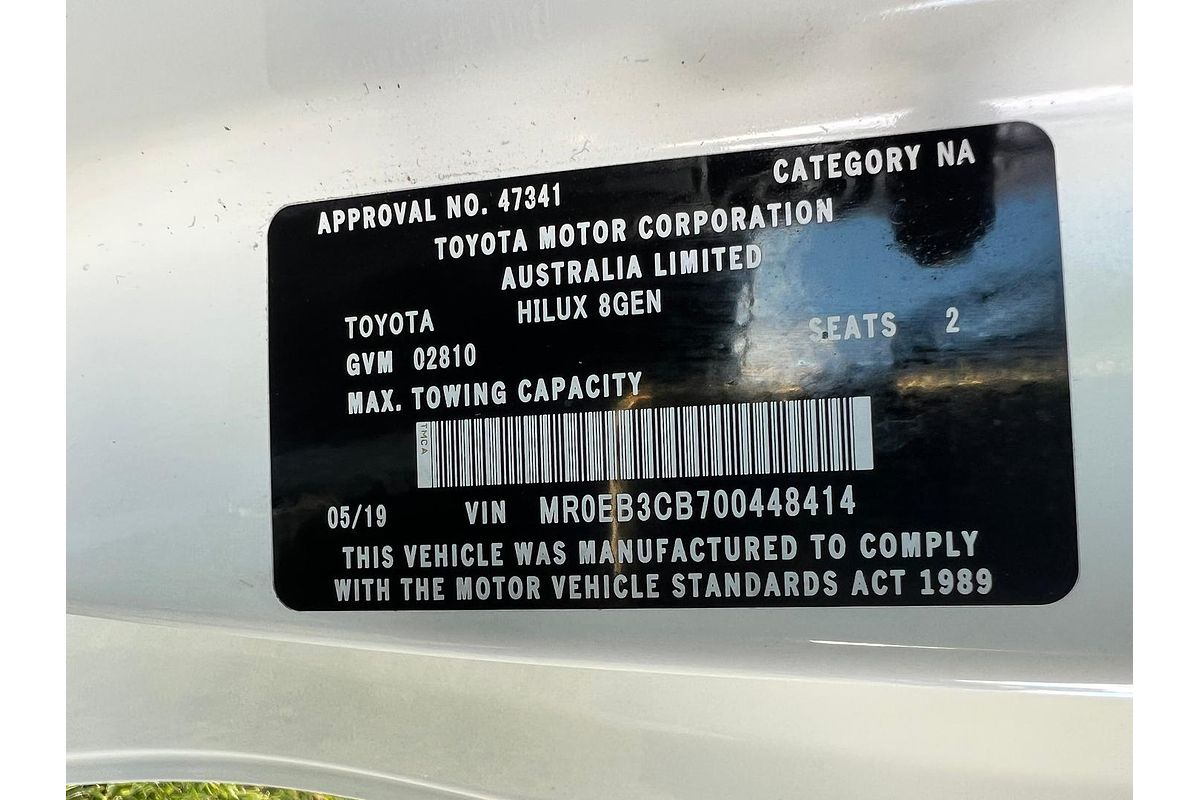 APPROVAL NO. 47341 CATEGORY NA
TOYOTA MOTOR CORPORATION
AUSTRALIA LIMITED
TOYOTA HILUX 8GEN
GVM 02810 SEATS 2
MAX. TOWING CAPACITY
TMCA
05/19 VIN MR0EB3CB700448414
THIS VEHICLE WAS MANUFACTURED TO COMPLY
WITH THE MOTOR VEHICLE STANDARDS ACT 1989